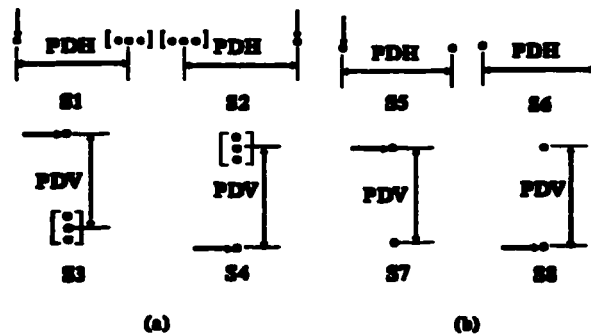 PDH PDH PDH PDH
S1 S2 S5 S6
PDV PDV PDV PDV
S3 S4 S7 S8
(a) (b)